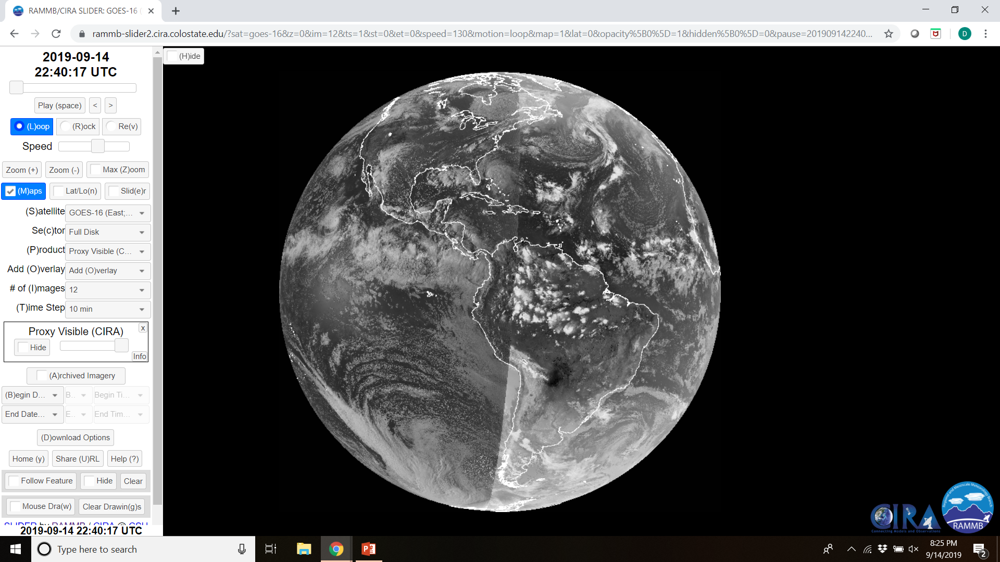 RAMMB/CIRA SLIDER: GOES-16 (
rammb-slider2.cira.colostate.edu/?sat=goes-16&z=0&im=12&ts=1&st=0&et=0&speed=130&motion=loop&map=1&lat=0&opacity%5B0%5D=1&hidden%5B0%5D=0&pause=201909142240...
D
2019-09-14
22:40:17 UTC
(H)ide
Play (space) < >
(L)oop (R)ock Re(v)
Speed
Zoom (+) Zoom (-) Max (Z)oom
(M)aps Lat/Lo(n) Slid(e)r
(S)atellite GOES-16 (East;...
Se(c)tor Full Disk
(P)roduct Proxy Visible (C...
Add (O)verlay Add (O)verlay
# of (I)mages 12
(T)ime Step 10 min
Proxy Visible (CIRA) x
Hide
Info
(A)rchived Imagery
(B)egin D... B.. Begin Ti...
End Date... E.. End Tim...
(D)ownload Options
Home (y) Share (U)RL Help (?)
Follow Feature Hide Clear
Mouse Dra(w) Clear Drawin(g)s
SLIDER by RAMMB / CIRA @ CSU
2019-09-14 22:40:17 UTC
CIRA
Connecting Models and Observations
Regional and Mesoscale Meteorology Branch
RAMMB
Type here to search
8:25 PM
9/14/2019
2